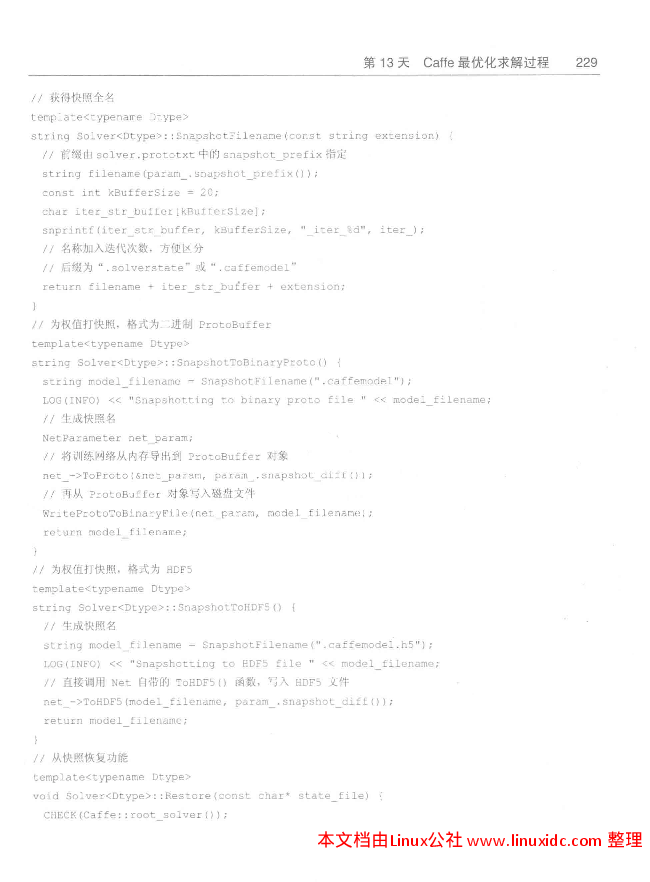 第 13 天 Caffe 最优化求解过程 229
// 获得快照全名
template<typename Dtype>
string Solver<Dtype>::SnapshotFilename(const string extension) {
// 前缀由 solver.prototxt 中的 snapshot_prefix 指定
string filename(param_.snapshot_prefix());
const int kBufferSize = 20;
char iter_str_buffer[kBufferSize];
snprintf(iter_str_buffer, kBufferSize, "_iter_%d", iter_);
// 名称加入迭代次数，方便区分
// 后缀为 “.solverstate” 或 “.caffemodel”
return filename + iter_str_buffer + extension;
}
// 为权值打快照，格式为二进制 ProtoBuffer
template<typename Dtype>
string Solver<Dtype>::SnapshotToBinaryProto() {
string model_filename = SnapshotFilename(".caffemodel");
LOG(INFO) << "Snapshotting to binary proto file " << model_filename;
// 生成快照名
NetParameter net_param;
// 将训练网络从内存导出到 ProtoBuffer 对象
net_->ToProto(&net_param, param_.snapshot_diff());
// 再从 ProtoBuffer 对象写入磁盘文件
WriteProtoToBinaryFile(net_param, model_filename);
return model_filename;
}
// 为权值打快照，格式为 HDF5
template<typename Dtype>
string Solver<Dtype>::SnapshotToHDF5() {
// 生成快照名
string model_filename = SnapshotFilename(".caffemodel.h5");
LOG(INFO) << "Snapshotting to HDF5 file " << model_filename;
// 直接调用 Net 自带的 ToHDF5() 函数，写入 HDF5 文件
net_->ToHDF5(model_filename, param_.snapshot_diff());
return model_filename;
}
// 从快照恢复功能
template<typename Dtype>
void Solver<Dtype>::Restore(const char* state_file) {
CHECK(Caffe::root_solver());
本文档由Linux公社 www.linuxidc.com 整理